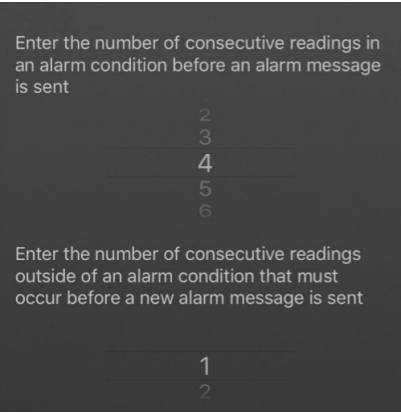 Enter the number of consecutive readings in
an alarm condition before an alarm message
is sent
2
3
4
5
6
Enter the number of consecutive readings
outside of an alarm condition that must
occur before a new alarm message is sent
1
2